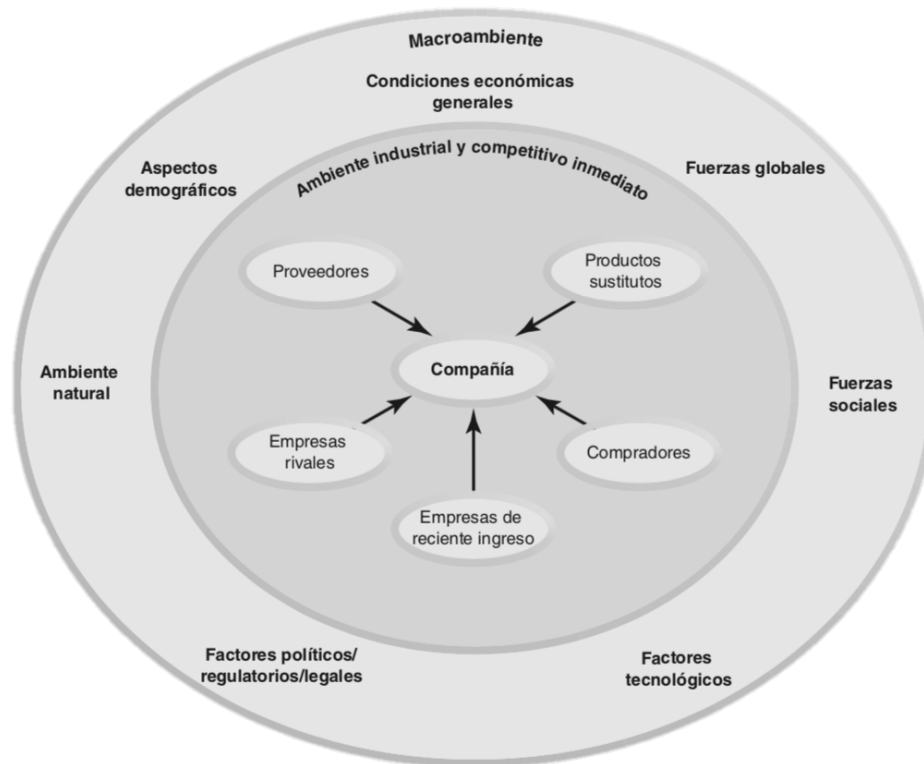 Macroambiente
Condiciones económicas
generales
Aspectos
demográficos
Ambiente industrial y competitivo inmediato
Fuerzas globales
Proveedores
Productos
sustitutos
Compañía
Ambiente
natural
Fuerzas
sociales
Empresas
rivales
Compradores
Empresas de
reciente ingreso
Factores políticos/
regulatorios/legales
Factores
tecnológicos